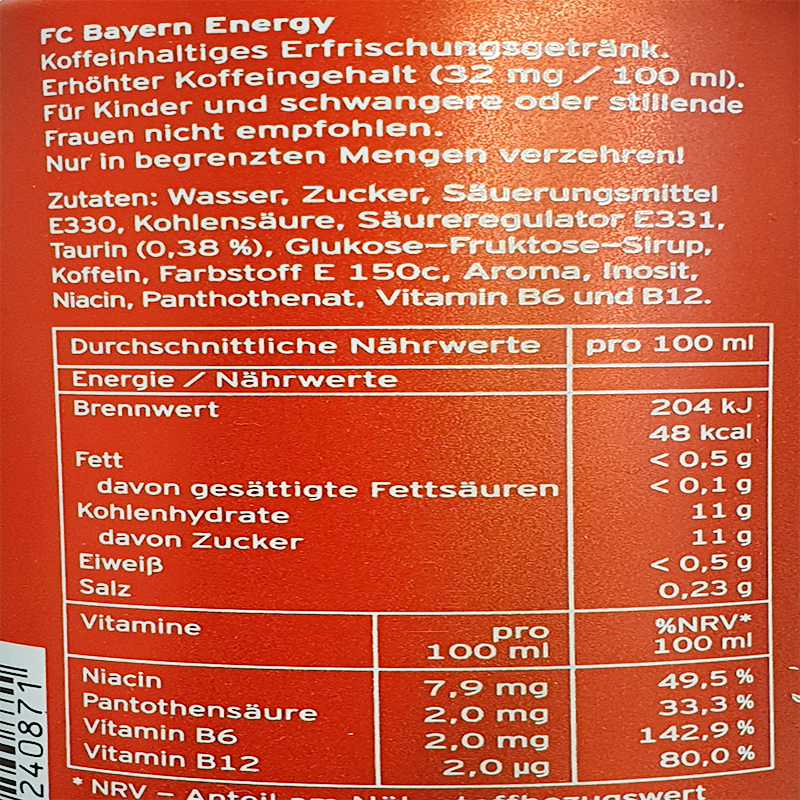 FC Bayern Energy
Koffeinhaltiges Erfrischungsgetränk.
Erhöhter Koffeingehalt (32 mg / 100 ml).
Für Kinder und schwangere oder stillende
Frauen nicht empfohlen.
Nur in begrenzten Mengen verzehren!
Zutaten: Wasser, Zucker, Säuerungsmittel
E330, Kohlensäure, Säureregulator E331,
Taurin (0,38 %), Glukose-Fruktose-Sirup,
Koffein, Farbstoff E 150c, Aroma, Inosit,
Niacin, Panthothenat, Vitamin B6 und B12.
Durchschnittliche Nährwerte pro 100 ml
Energie / Nährwerte
Brennwert 204 kJ
48 kcal
Fett < 0,5 g
davon gesättigte Fettsäuren < 0,1 g
Kohlenhydrate 11 g
davon Zucker 11 g
Eiweiß < 0,5 g
Salz 0,23 g
Vitamine pro %NRV*
100 ml 100 ml
Niacin 7,9 mg 49,5 %
Pantothensäure 2,0 mg 33,3 %
Vitamin B6 2,0 mg 142,9 %
Vitamin B12 2,0 µg 80,0 %
* NRV – Anteil am Nährstoffbezugswert
240871